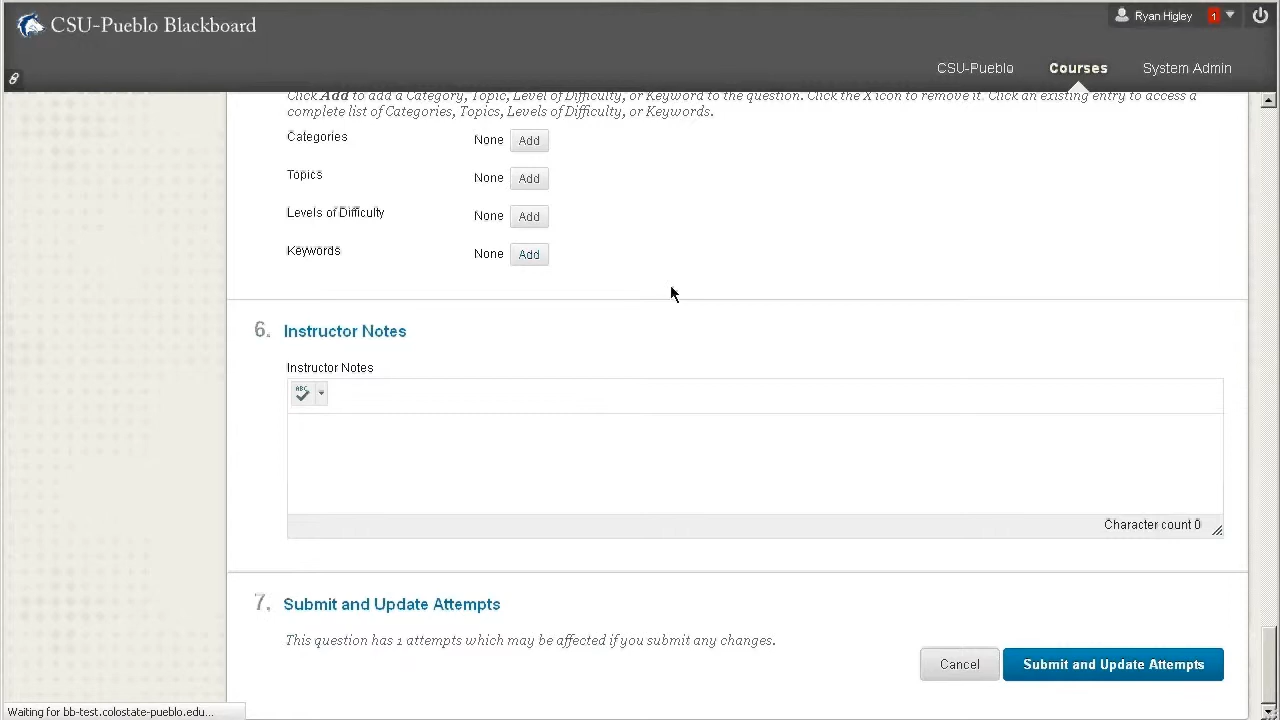 CSU-Pueblo Blackboard
Ryan Higley 1
CSU-Pueblo Courses System Admin
Click Add to add a Category, Topic, Level of Difficulty, or Keyword to the question. Click the X icon to remove it. Click an existing entry to access a
complete list of Categories, Topics, Levels of Difficulty, or Keywords.
Categories None Add
Topics None Add
Levels of Difficulty None Add
Keywords None Add
6. Instructor Notes
Instructor Notes
ABC
Character count 0
7. Submit and Update Attempts
This question has 1 attempts which may be affected if you submit any changes.
Cancel Submit and Update Attempts
Waiting for bb-test.colostate-pueblo.edu...